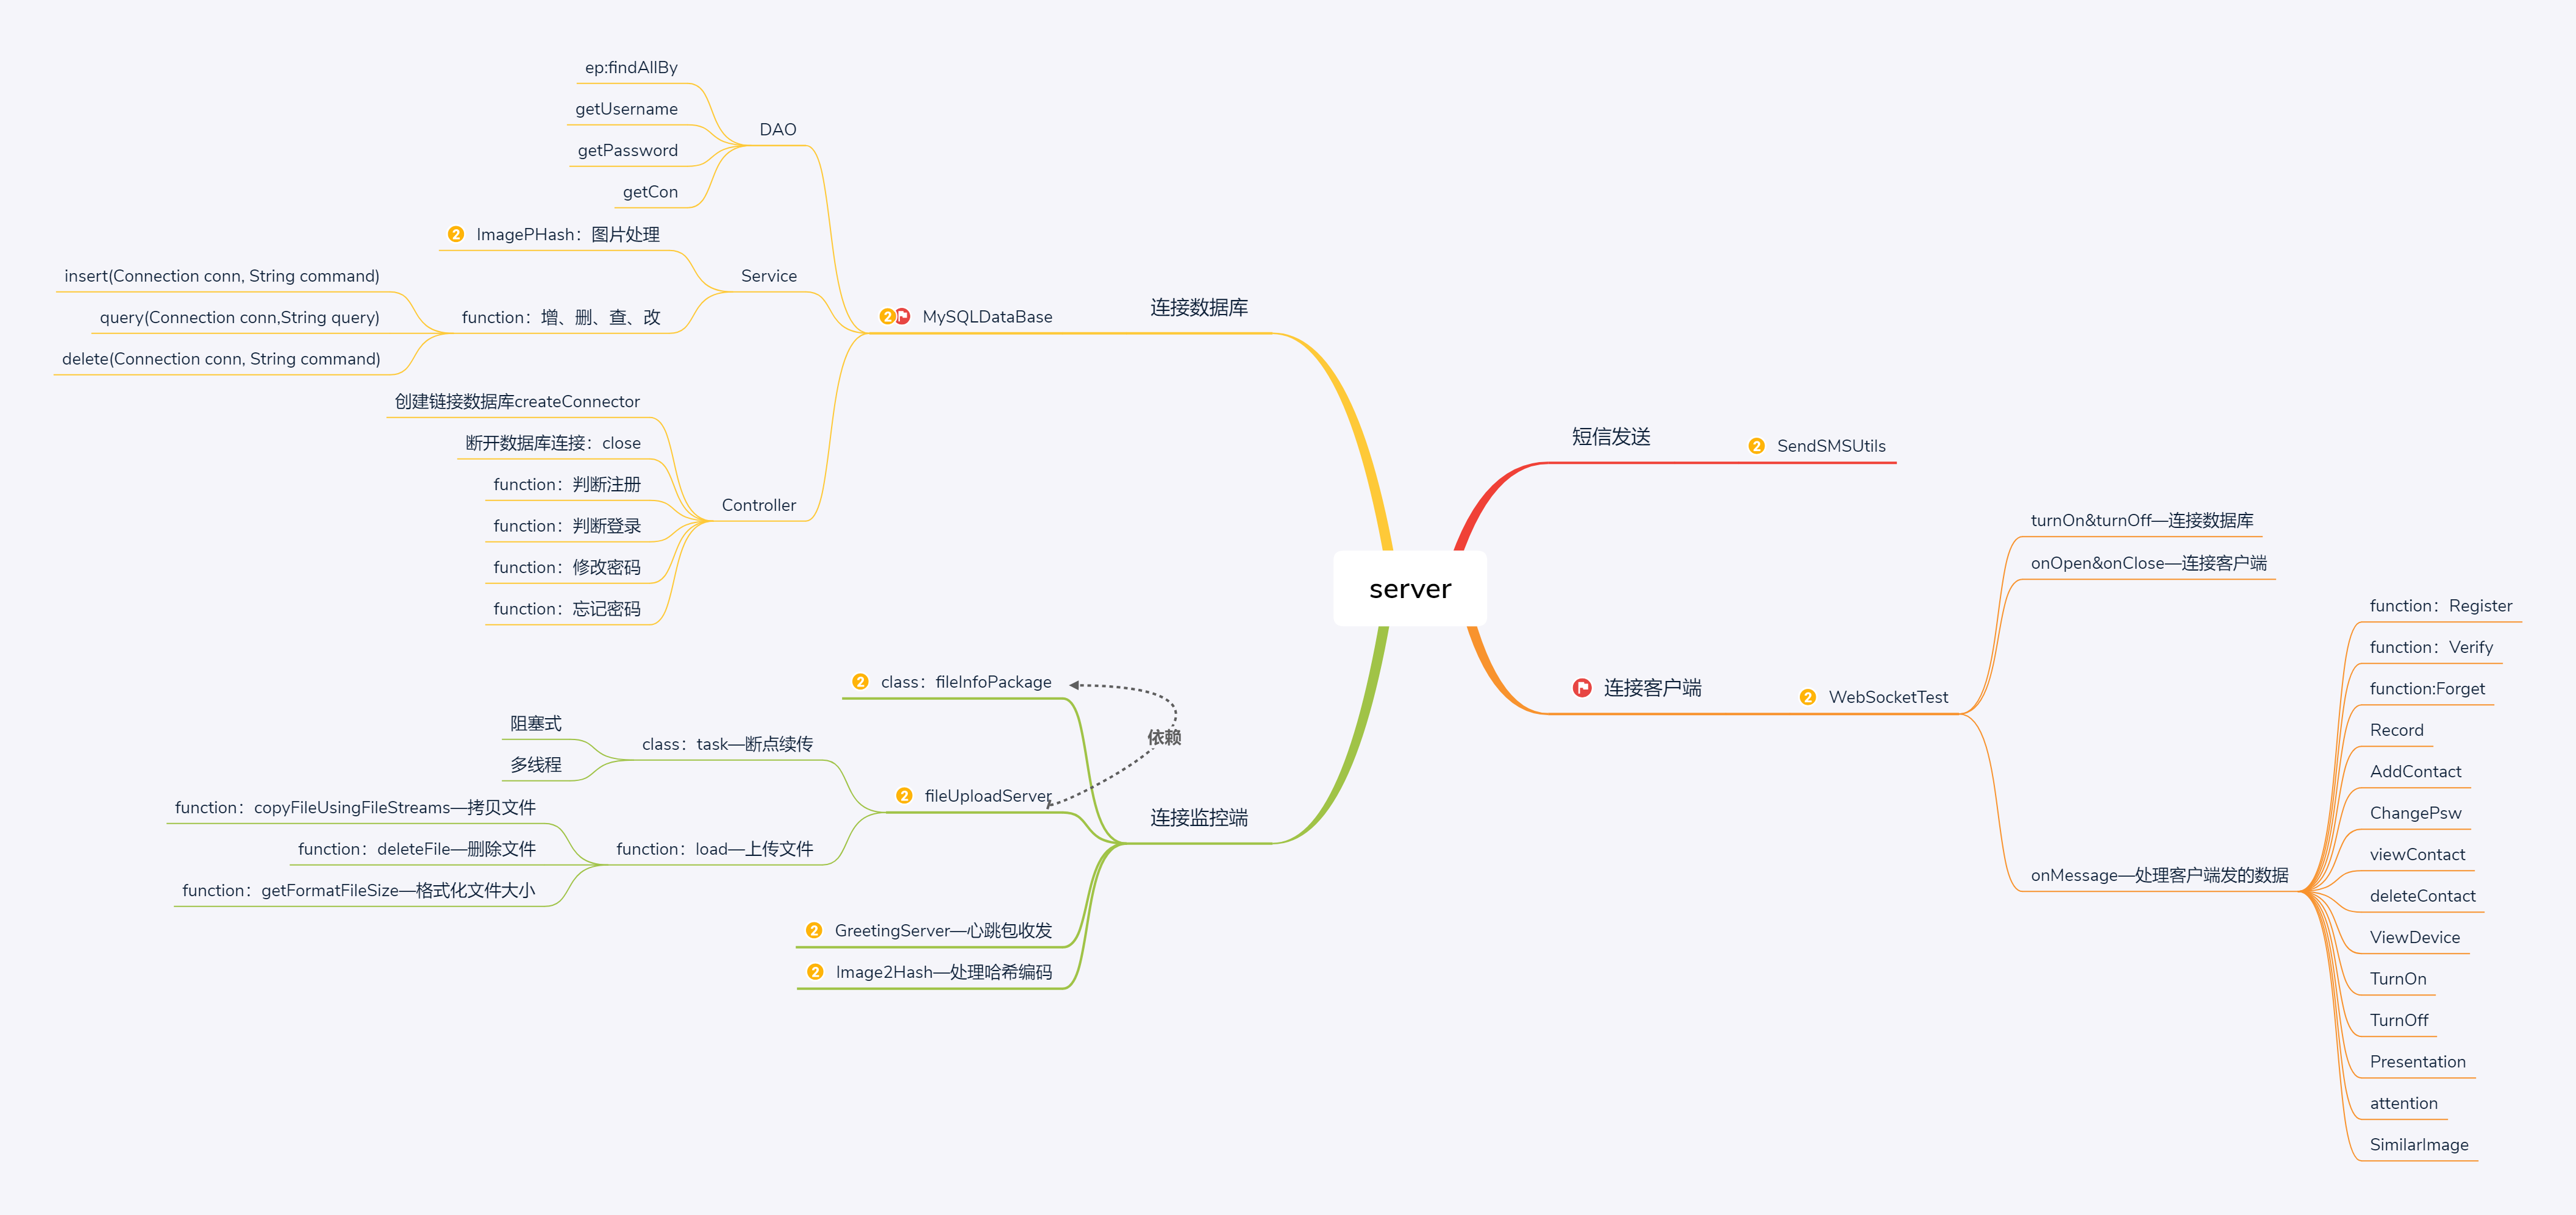 server
连接数据库
MySQLDataBase
DAO
ep:findAllBy
getUsername
getPassword
getCon
Service
ImagePHash：图片处理
function：增、删、查、改
insert(Connection conn, String command)
query(Connection conn,String query)
delete(Connection conn, String command)
Controller
创建链接数据库createConnector
断开数据库连接：close
function：判断注册
function：判断登录
function：修改密码
function：忘记密码
短信发送
SendSMSUtils
连接客户端
WebSocketTest
turnOn&turnOff—连接数据库
onOpen&onClose—连接客户端
onMessage—处理客户端发的数据
function：Register
function：Verify
function:Forget
Record
AddContact
ChangePsw
viewContact
deleteContact
ViewDevice
TurnOn
TurnOff
Presentation
attention
SimilarImage
连接监控端
class：fileInfoPackage
依赖
fileUploadServer
class：task—断点续传
阻塞式
多线程
function：load—上传文件
function：copyFileUsingFileStreams—拷贝文件
function：deleteFile—删除文件
function：getFormatFileSize—格式化文件大小
GreetingServer—心跳包收发
Image2Hash—处理哈希编码